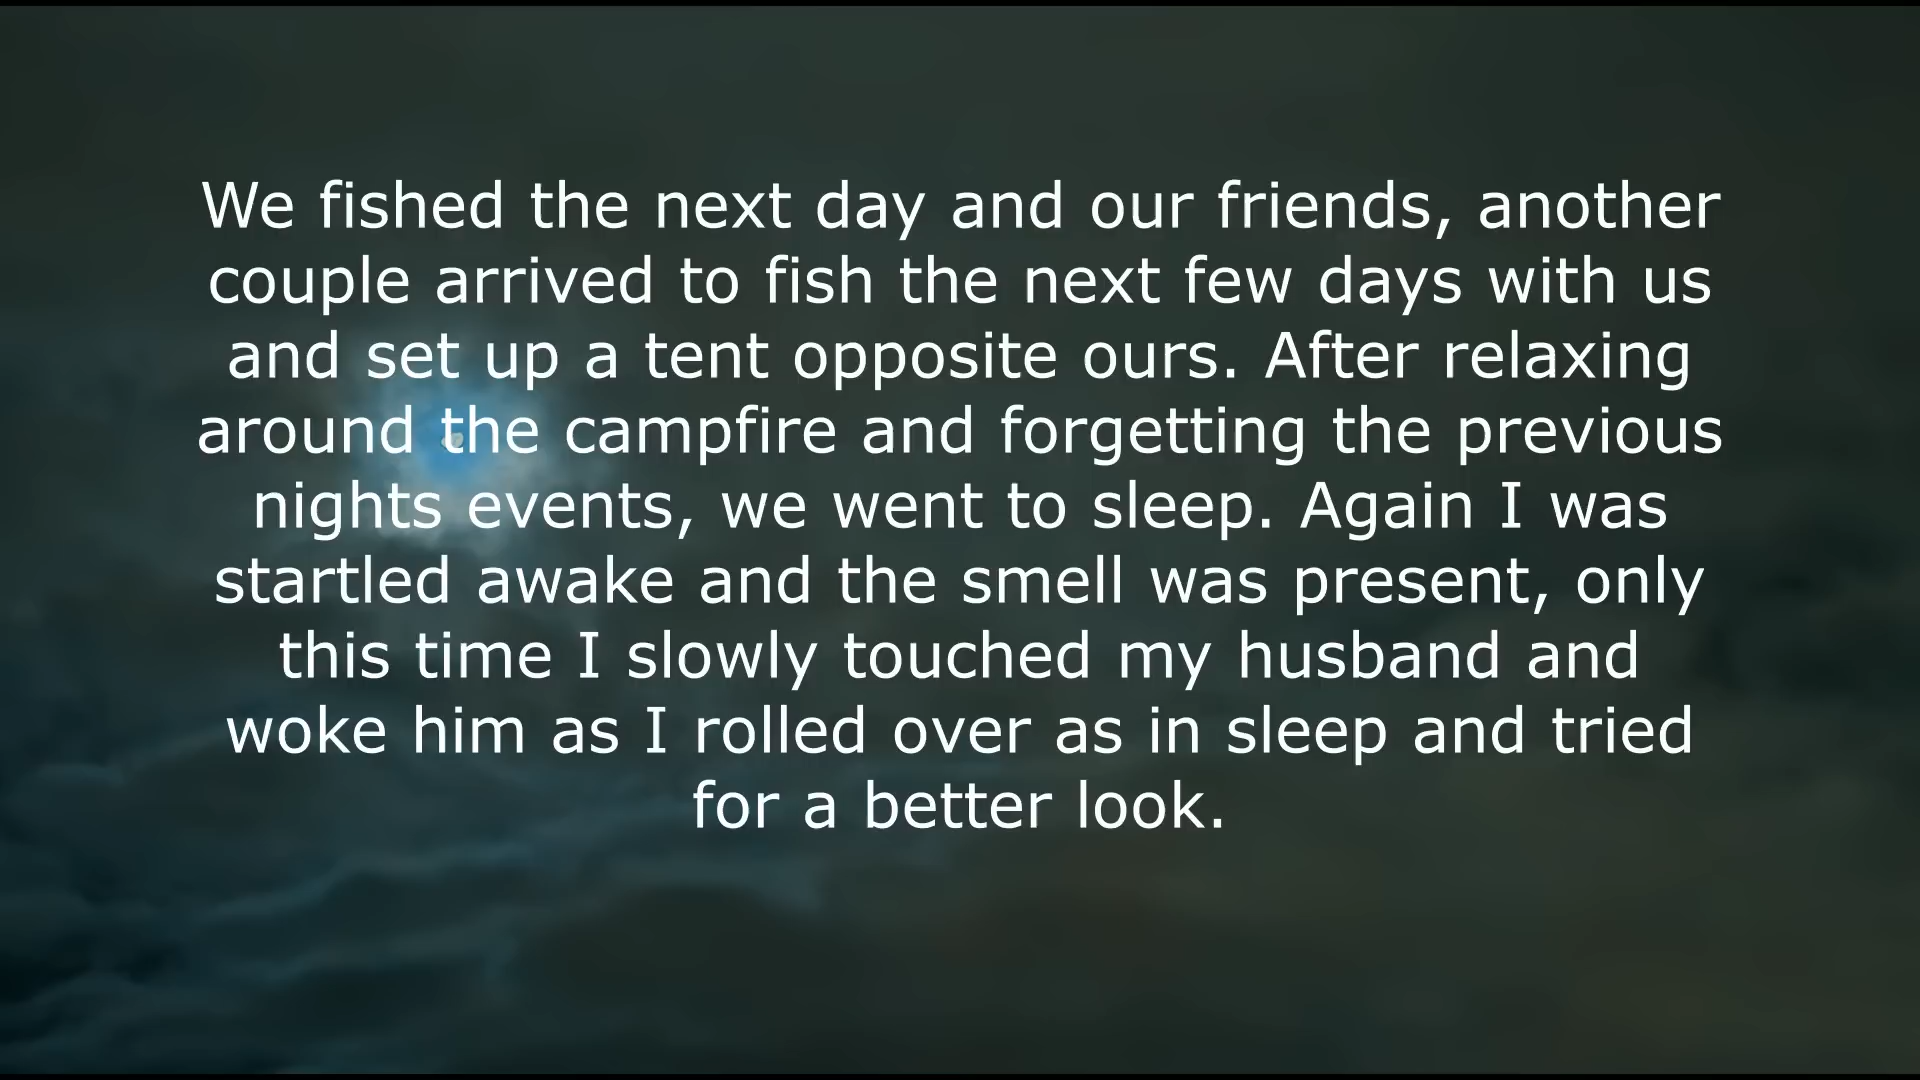 We fished the next day and our friends, another
couple arrived to fish the next few days with us
and set up a tent opposite ours. After relaxing
around the campfire and forgetting the previous
nights events, we went to sleep. Again I was
startled awake and the smell was present, only
this time I slowly touched my husband and
woke him as I rolled over as in sleep and tried
for a better look.